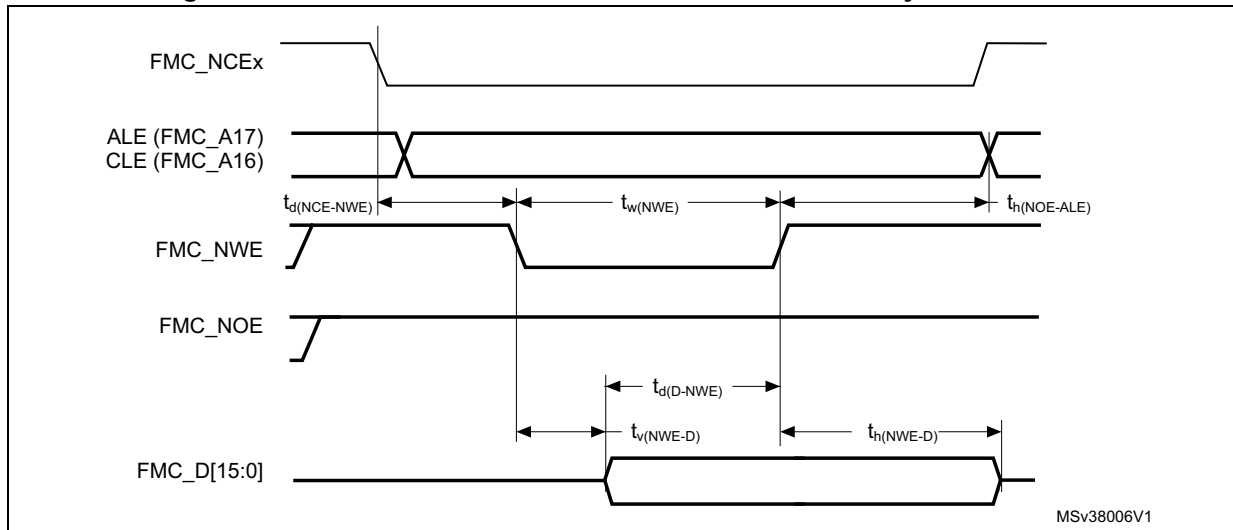 FMC_NCEx
ALE (FMC_A17)
CLE (FMC_A16)
td(NCE-NWE)
tw(NWE)
th(NOE-ALE)
FMC_NWE
FMC_NOE
td(D-NWE)
tv(NWE-D)
th(NWE-D)
FMC_D[15:0]
MSv38006V1